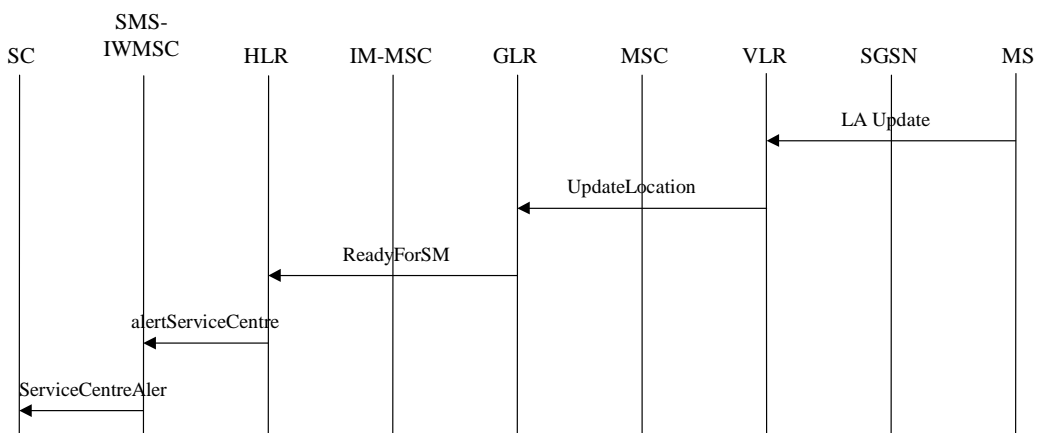 SMS-
IWMSC
SC HLR IM-MSC GLR MSC VLR SGSN MS
LA Update
UpdateLocation
ReadyForSM
alertServiceCentre
ServiceCentreAler